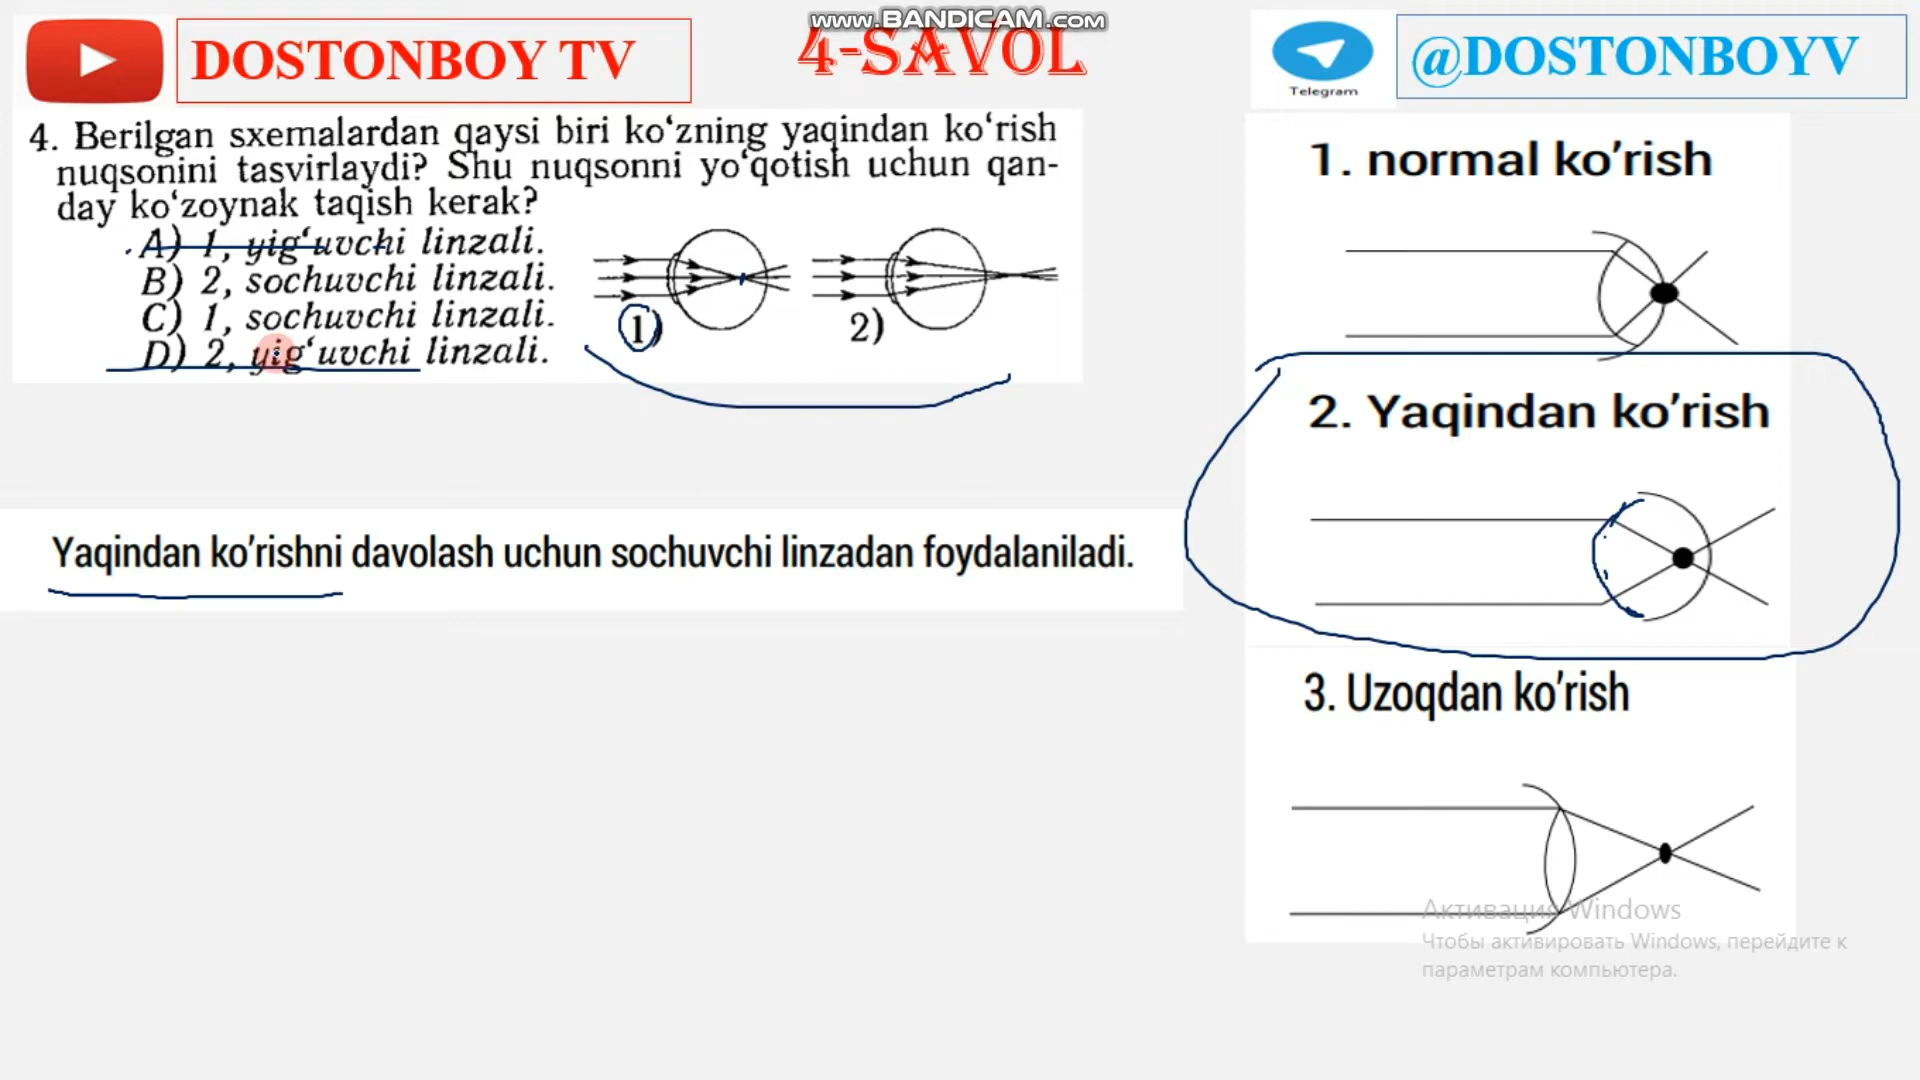 www.BANDICAM.com
DOSTONBOY TV
4-SAVOL
Telegram
@DOSTONBOYV
4. Berilgan sxemalardan qaysi biri ko‘zning yaqindan ko‘rish
nuqsonini tasvirlaydi? Shu nuqsonni yo‘qotish uchun qan-
day ko‘zoynak taqish kerak?
A) 1, yig‘uvchi linzali.
B) 2, sochuvchi linzali.
C) 1, sochuvchi linzali.
D) 2, yig‘uvchi linzali.
1)
2)
Yaqindan ko’rishni davolash uchun sochuvchi linzadan foydalaniladi.
1. normal ko’rish
2. Yaqindan ko’rish
3. Uzoqdan ko’rish
Активация Windows
Чтобы активировать Windows, перейдите к
параметрам компьютера.